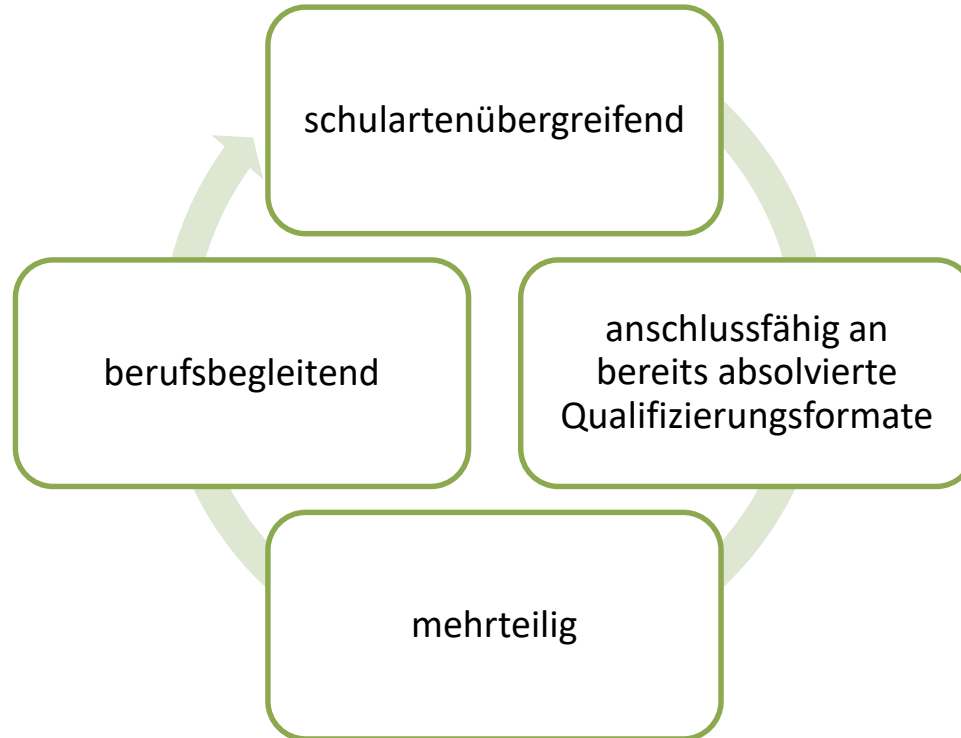 schulartenübergreifend
anschlussfähig an
bereits absolvierte
Qualifizierungsformate
mehrteilig
berufsbegleitend